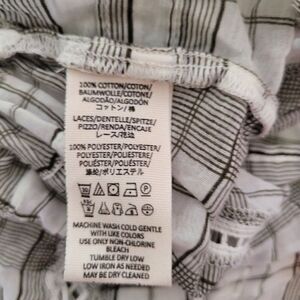 100% COTTON/COTON/
BAUMWOLLE/COTONE/
ALGODÃO/ALGODON
コットン/棉
LACES/DENTELLE/SPITZE/
PIZZO/RENDA/ENCAJE
レース/花边
100% POLYESTER/POLYESTER/
POLYESTER/POLIESTERE/
POLIÉSTER/POLIESTER
涤纶/ポリエステル
MACHINE WASH COLD GENTLE
WITH LIKE COLORS
USE ONLY NON-CHLORINE
BLEACH
TUMBLE DRY LOW
LOW IRON AS NEEDED
MAY BE DRY CLEANED